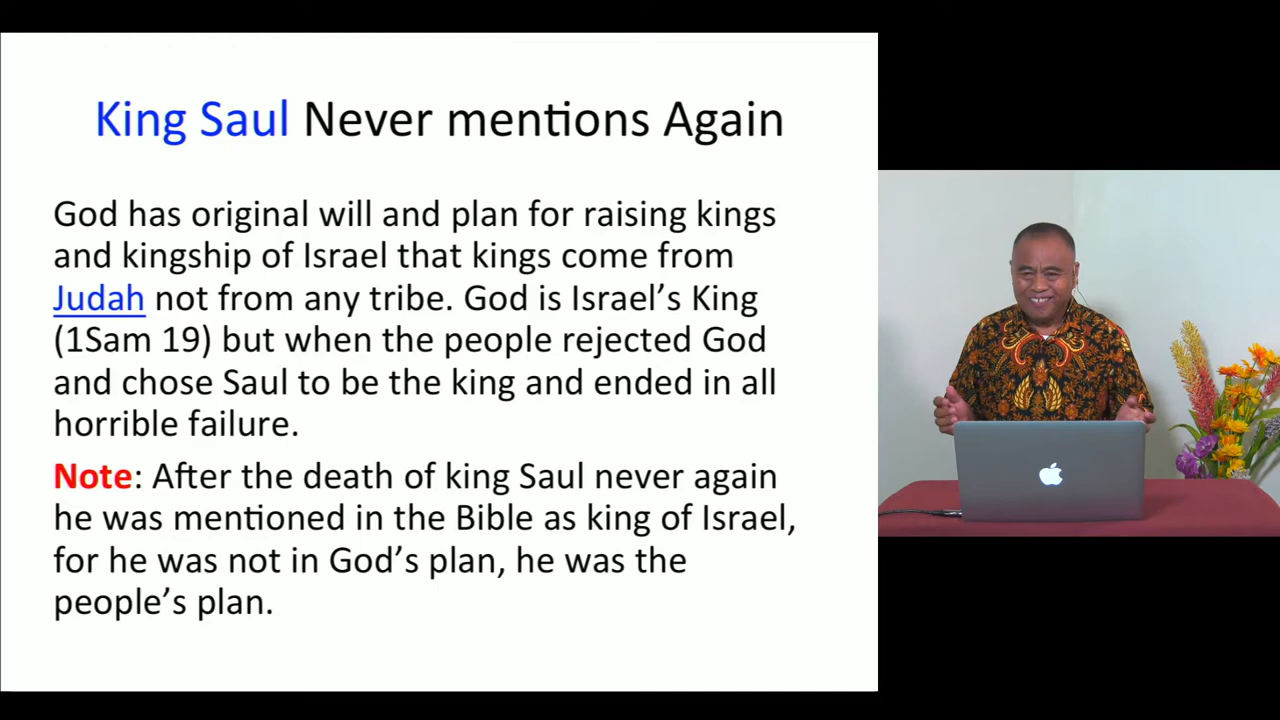 King Saul Never mentions Again
God has original will and plan for raising kings
and kingship of Israel that kings come from
Judah not from any tribe. God is Israel’s King
(1Sam 19) but when the people rejected God
and chose Saul to be the king and ended in all
horrible failure.
Note: After the death of king Saul never again
he was mentioned in the Bible as king of Israel,
for he was not in God’s plan, he was the
people’s plan.